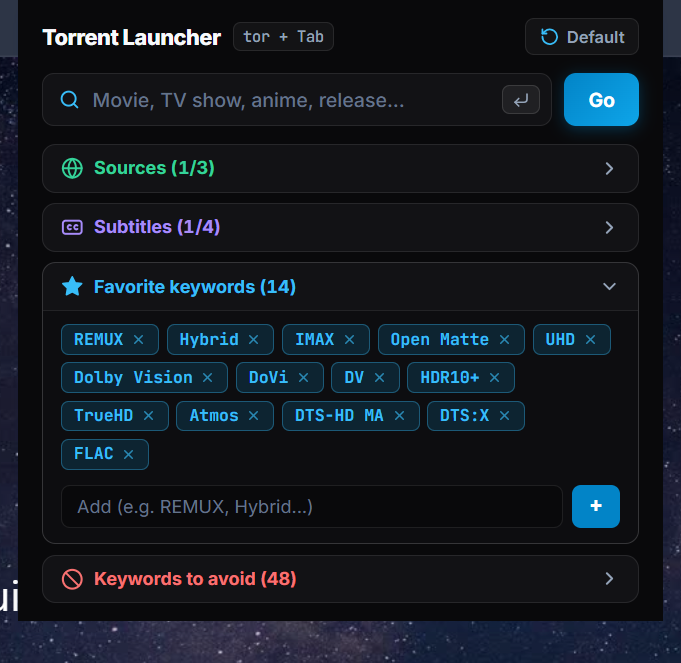 Torrent Launcher tor + Tab Default
Movie, TV show, anime, release... Go
Sources (1/3)
CC Subtitles (1/4)
Favorite keywords (14)
REMUX × Hybrid × IMAX × Open Matte × UHD ×
Dolby Vision × DoVi × DV × HDR10+ ×
TrueHD × Atmos × DTS-HD MA × DTS:X ×
FLAC ×
Add (e.g. REMUX, Hybrid...) +
Keywords to avoid (48)
ui